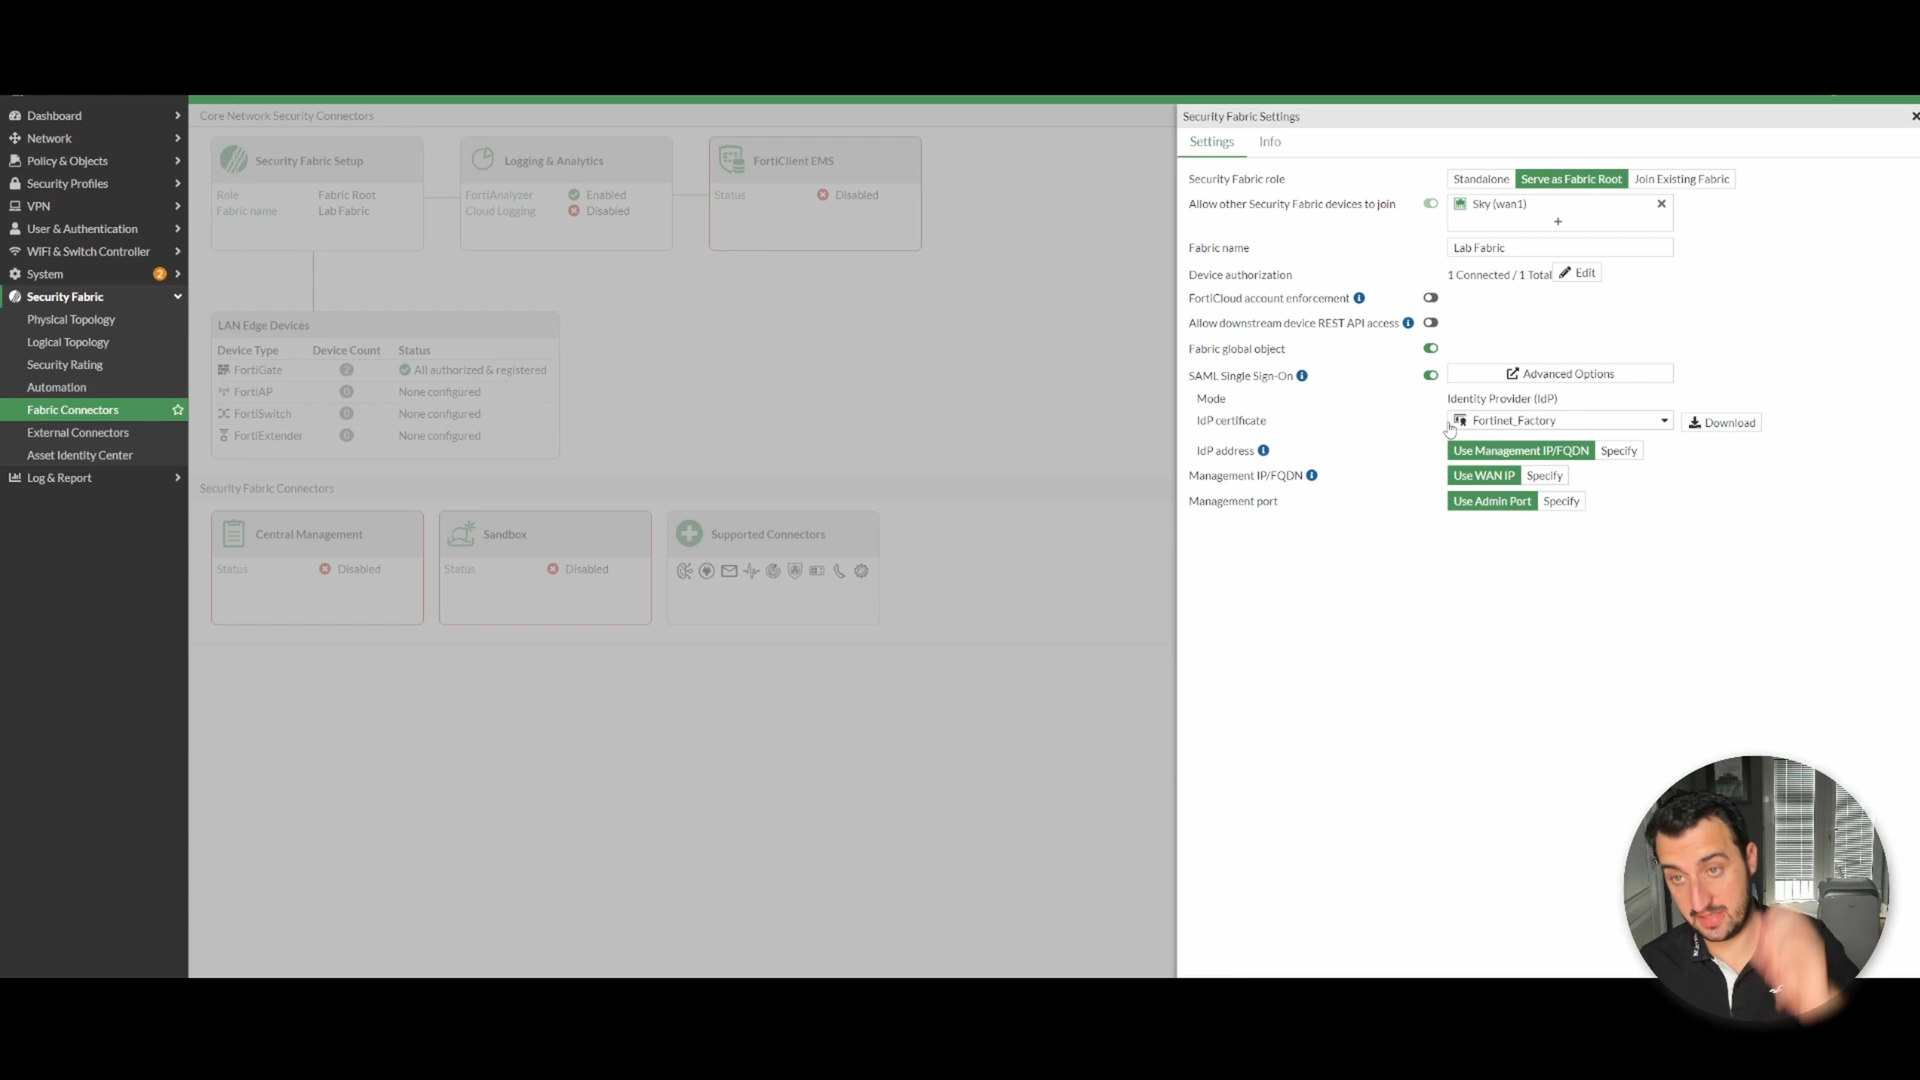 Dashboard
Network
Policy & Objects
Security Profiles
VPN
User & Authentication
WiFi & Switch Controller
System 2
Security Fabric
Physical Topology
Logical Topology
Security Rating
Automation
Fabric Connectors
External Connectors
Asset Identity Center
Log & Report
Core Network Security Connectors
Security Fabric Setup
Role Fabric Root
Fabric name Lab Fabric
Logging & Analytics
FortiAnalyzer Enabled
Cloud Logging Disabled
FortiClient EMS
Status Disabled
LAN Edge Devices
Device Type Device Count Status
FortiGate 2 All authorized & registered
FortiAP 0 None configured
FortiSwitch 0 None configured
FortiExtender 0 None configured
Security Fabric Connectors
Central Management
Status Disabled
Sandbox
Status Disabled
Supported Connectors
Security Fabric Settings
Settings Info
Security Fabric role Standalone Serve as Fabric Root Join Existing Fabric
Allow other Security Fabric devices to join Sky (wan1)
Fabric name Lab Fabric
Device authorization 1 Connected / 1 Total Edit
FortiCloud account enforcement
Allow downstream device REST API access
Fabric global object
SAML Single Sign-On Advanced Options
Mode Identity Provider (IdP)
IdP certificate Fortinet_Factory Download
IdP address Use Management IP/FQDN Specify
Management IP/FQDN Use WAN IP Specify
Management port Use Admin Port Specify